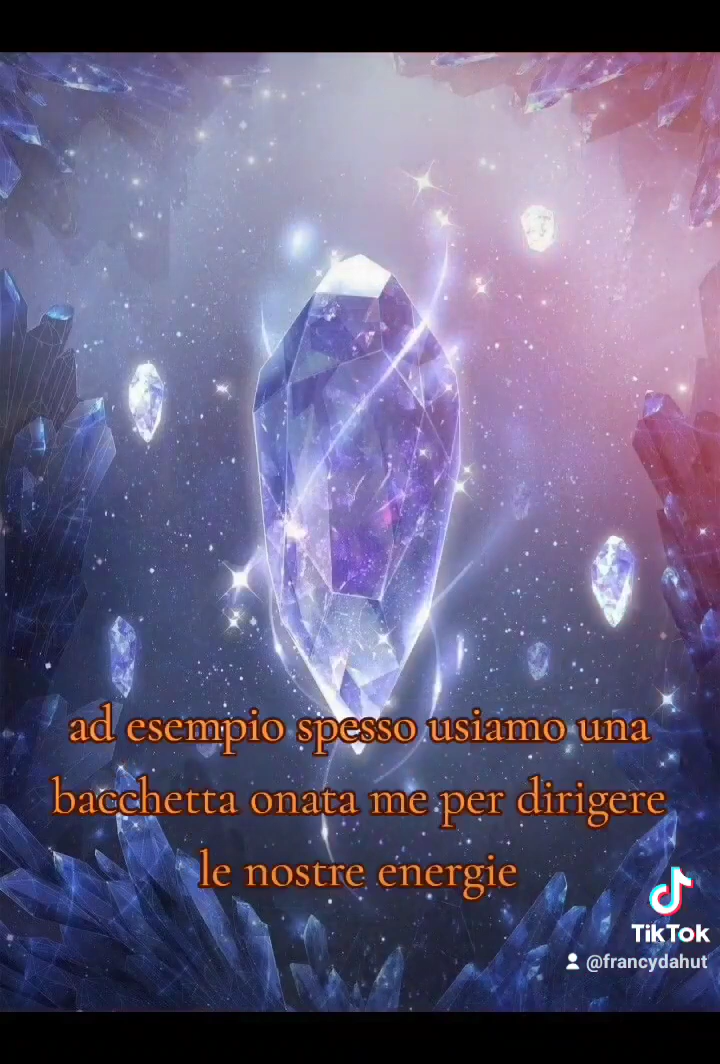 ad esempio spesso usiamo una
bacchetta onata me per dirigere
le nostre energie
TikTok
@francydahut